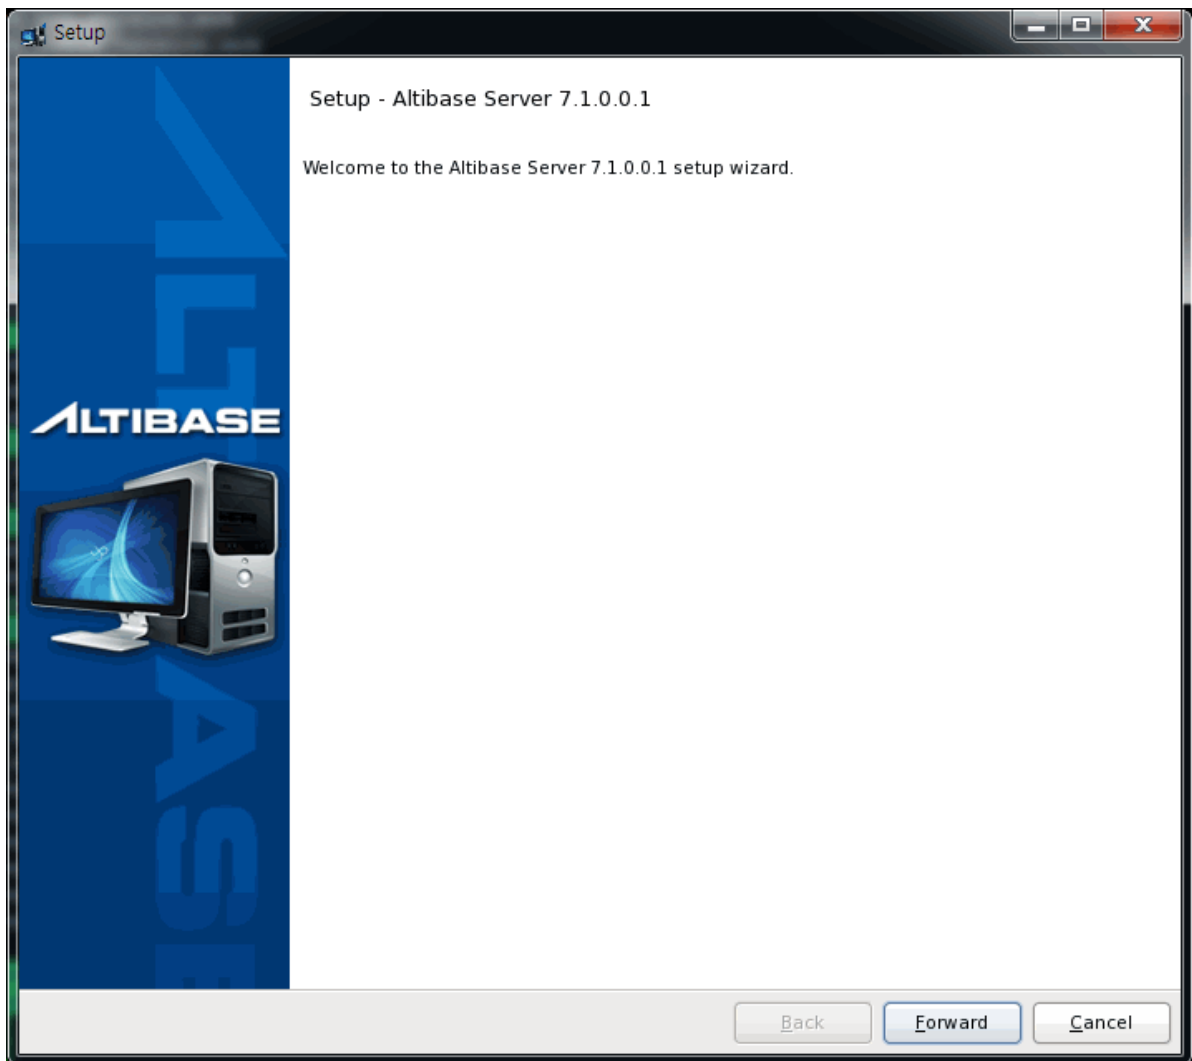 Setup
Setup - Altibase Server 7.1.0.0.1
Welcome to the Altibase Server 7.1.0.0.1 setup wizard.
ALTIBASE
ALTIBASE
Back
Forward
Cancel